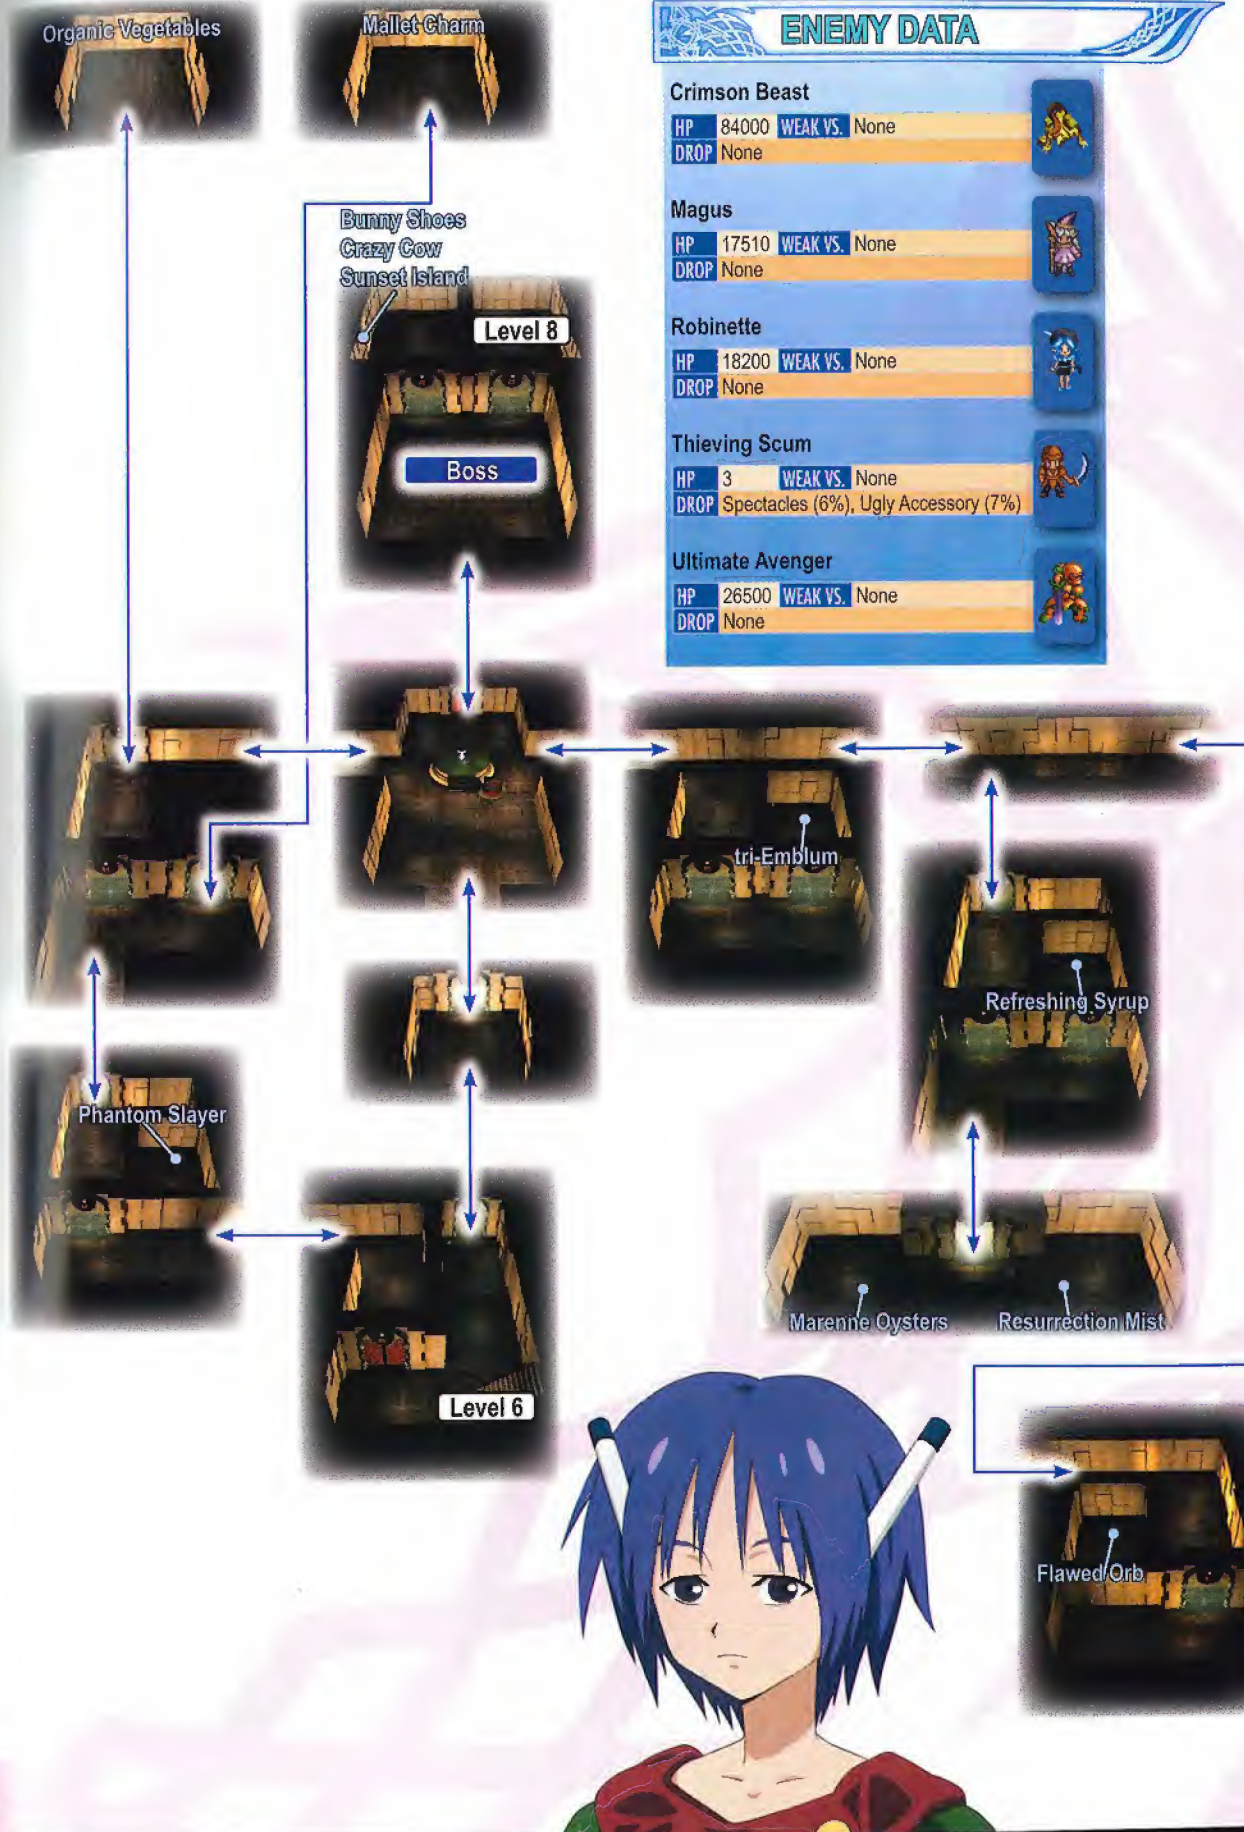 Organic Vegetables
Mallet Charm
ENEMY DATA
Crimson Beast
HP 84000 WEAK VS. None
DROP None
Magus
HP 17510 WEAK VS. None
DROP None
Robinette
HP 18200 WEAK VS. None
DROP None
Thieving Scum
HP 3 WEAK VS. None
DROP Spectacles (6%), Ugly Accessory (7%)
Ultimate Avenger
HP 26500 WEAK VS. None
DROP None
Bunny Shoes
Crazy Cow
Sunset Island
Level 8
Boss
tri-Emblum
Refreshing Syrup
Phantom Slayer
Marenne Oysters
Resurrection Mist
Level 6
Flawed Orb